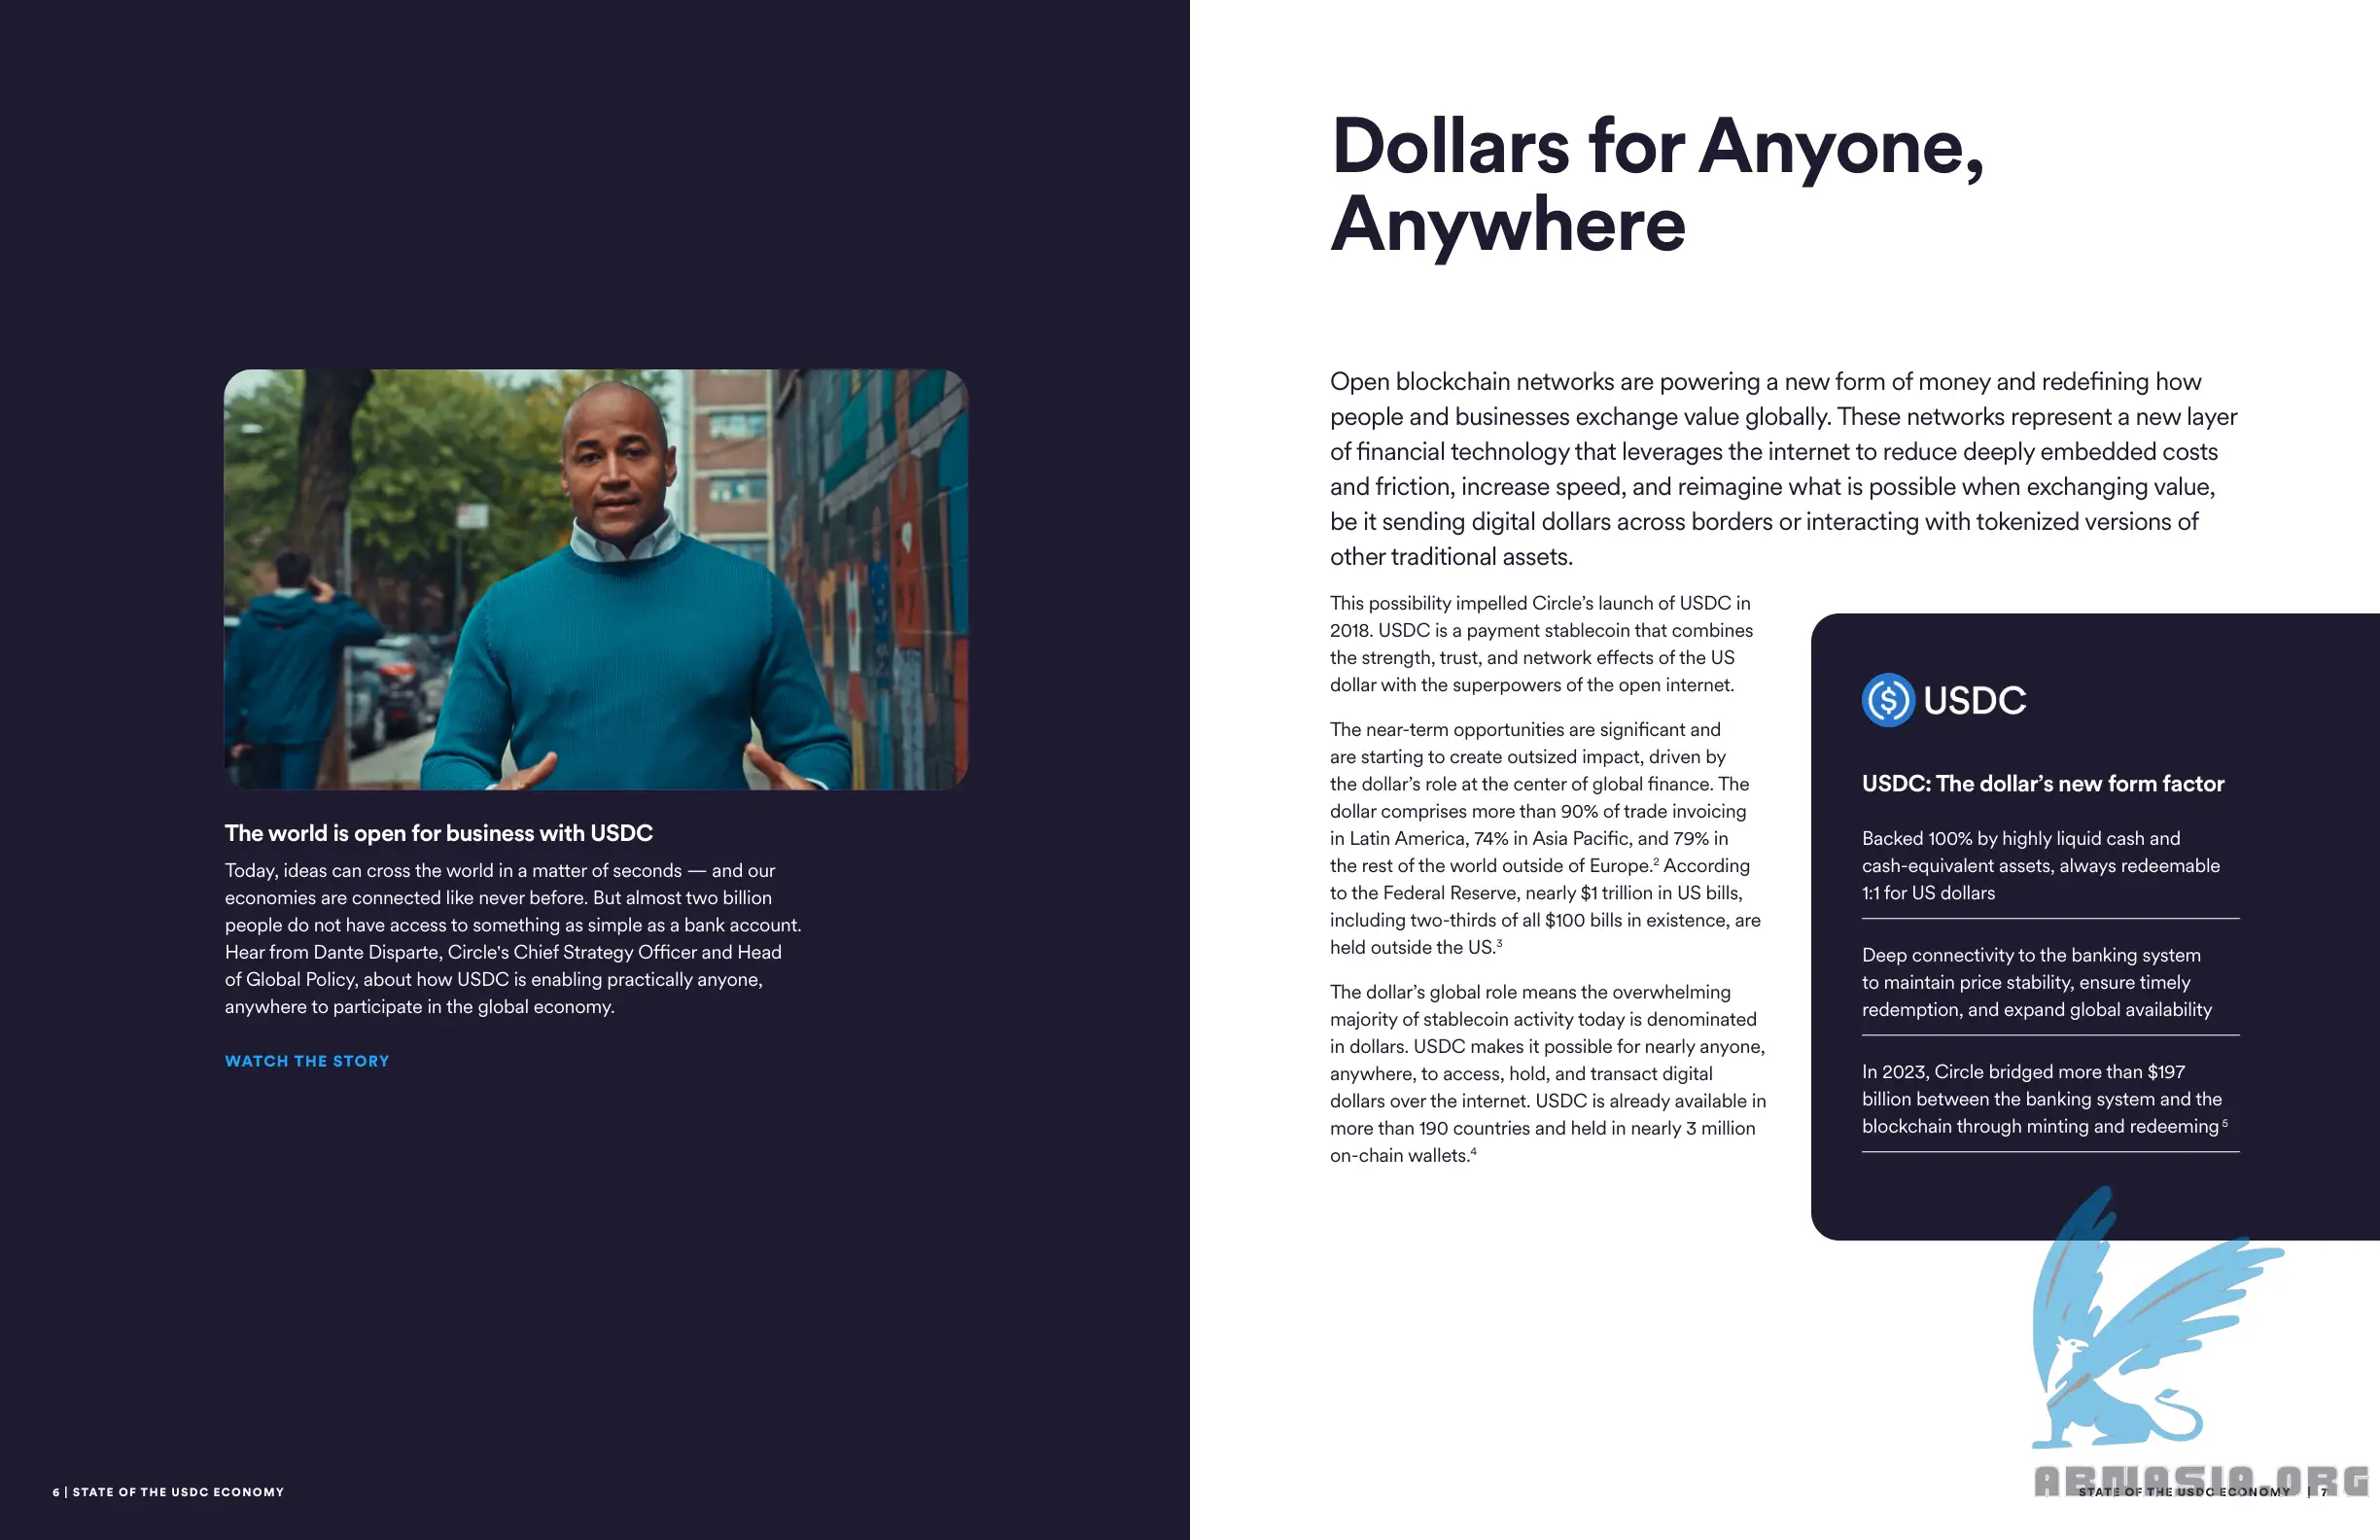 The world is open for business with USDC
Today, ideas can cross the world in a matter of seconds — and our
economies are connected like never before. But almost two billion
people do not have access to something as simple as a bank account.
Hear from Dante Disparte, Circle's Chief Strategy Officer and Head
of Global Policy, about how USDC is enabling practically anyone,
anywhere to participate in the global economy.
WATCH THE STORY
6 | STATE OF THE USDC ECONOMY
Dollars for Anyone,
Anywhere
Open blockchain networks are powering a new form of money and redefining how
people and businesses exchange value globally. These networks represent a new layer
of financial technology that leverages the internet to reduce deeply embedded costs
and friction, increase speed, and reimagine what is possible when exchanging value,
be it sending digital dollars across borders or interacting with tokenized versions of
other traditional assets.
This possibility impelled Circle’s launch of USDC in
2018. USDC is a payment stablecoin that combines
the strength, trust, and network effects of the US
dollar with the superpowers of the open internet.
The near-term opportunities are significant and
are starting to create outsized impact, driven by
the dollar’s role at the center of global finance. The
dollar comprises more than 90% of trade invoicing
in Latin America, 74% in Asia Pacific, and 79% in
the rest of the world outside of Europe.² According
to the Federal Reserve, nearly $1 trillion in US bills,
including two-thirds of all $100 bills in existence, are
held outside the US.³
The dollar’s global role means the overwhelming
majority of stablecoin activity today is denominated
in dollars. USDC makes it possible for nearly anyone,
anywhere, to access, hold, and transact digital
dollars over the internet. USDC is already available in
more than 190 countries and held in nearly 3 million
on-chain wallets.⁴
USDC
USDC: The dollar’s new form factor
Backed 100% by highly liquid cash and
cash-equivalent assets, always redeemable
1:1 for US dollars
Deep connectivity to the banking system
to maintain price stability, ensure timely
redemption, and expand global availability
In 2023, Circle bridged more than $197
billion between the banking system and the
blockchain through minting and redeeming ⁵
ABMASIA.ORG
STATE OF THE USDC ECONOMY | 7